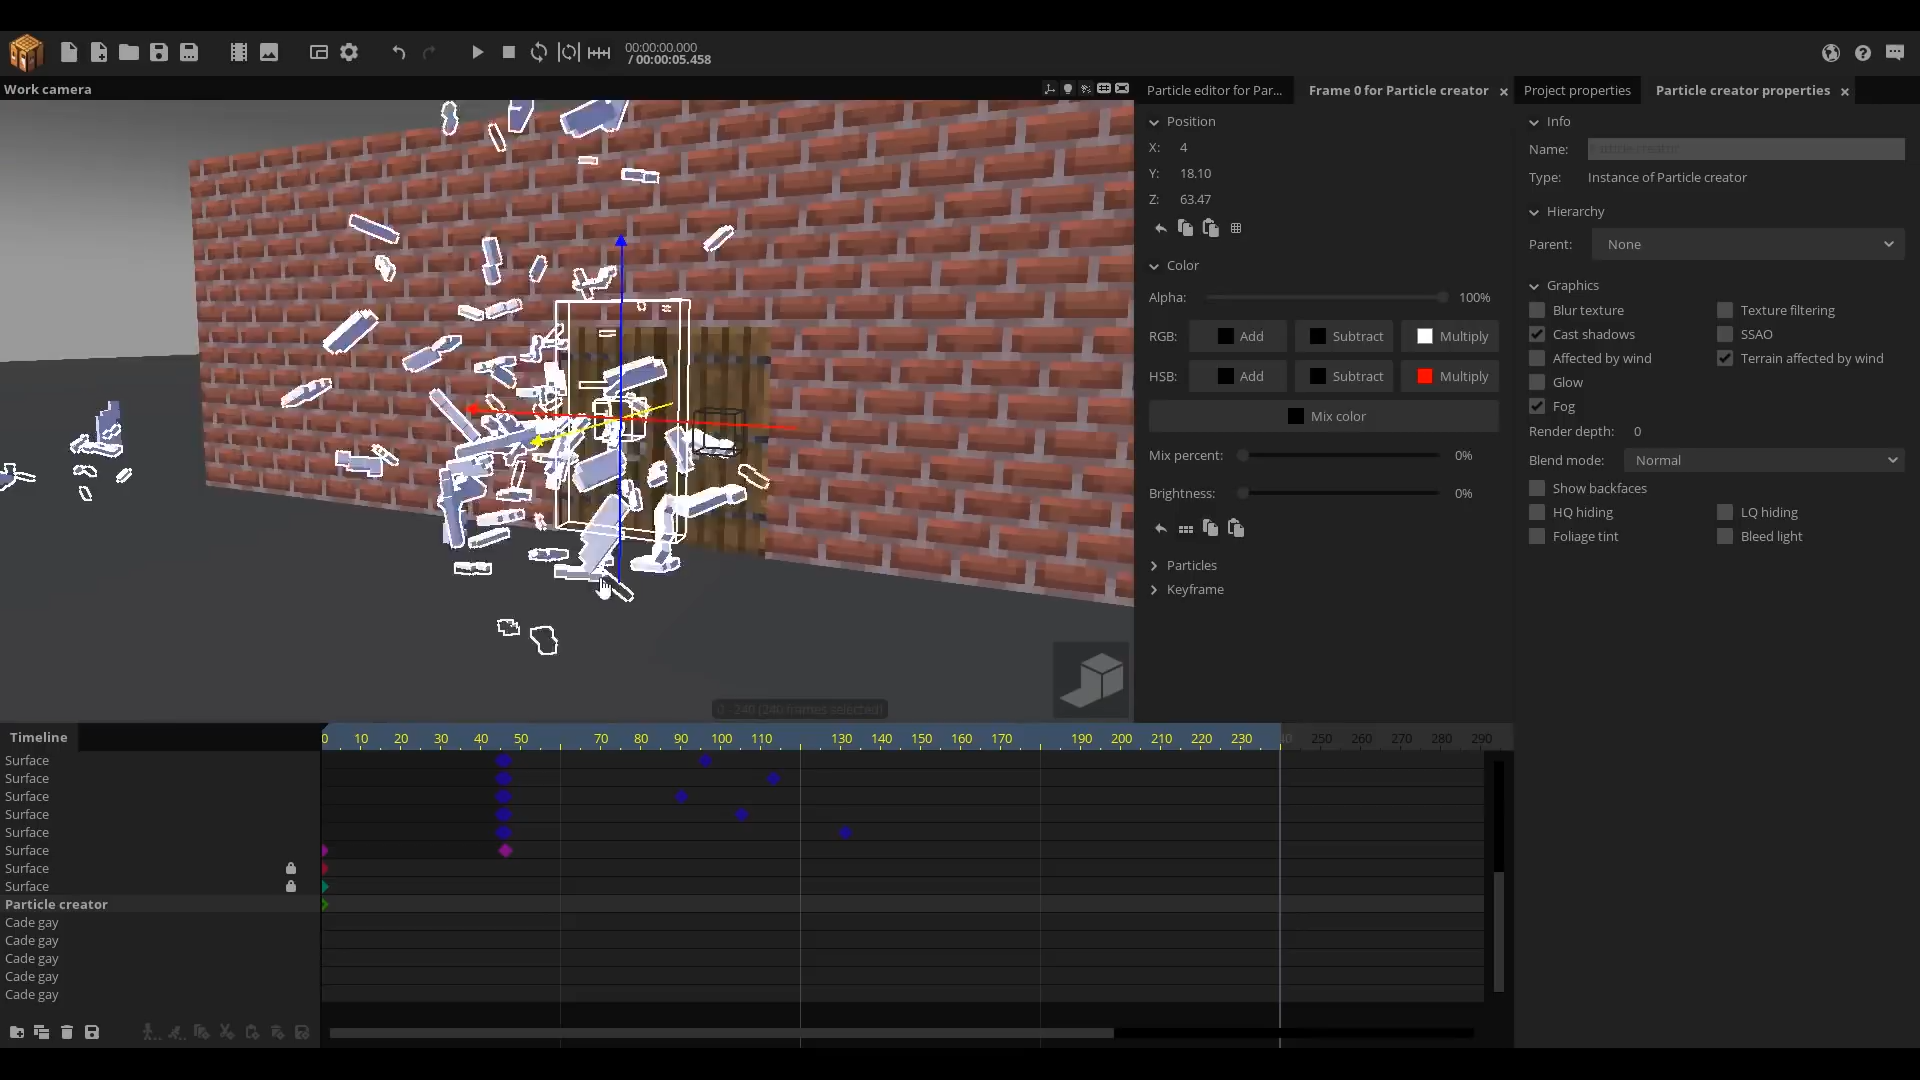 00:00:00.000
/ 00:00:05.458
Work camera
Particle editor for Par...
Frame 0 for Particle creator
Project properties
Particle creator properties
Position
X: 4
Y: 18.10
Z: 63.47
Color
Alpha: 100%
RGB: Add Subtract Multiply
HSB: Add Subtract Multiply
Mix color
Mix percent: 0%
Brightness: 0%
Particles
Keyframe
Info
Name: Particle creator
Type: Instance of Particle creator
Hierarchy
Parent: None
Graphics
Blur texture Texture filtering
Cast shadows SSAO
Affected by wind Terrain affected by wind
Glow
Fog
Render depth: 0
Blend mode: Normal
Show backfaces
HQ hiding LQ hiding
Foliage tint Bleed light
0 - 240 (240 frames selected)
Timeline
0 10 20 30 40 50 70 80 90 100 110 130 140 150 160 170 190 200 210 220 230 250 260 270 280 290
Surface
Surface
Surface
Surface
Surface
Surface
Surface
Surface
Particle creator
Cade gay
Cade gay
Cade gay
Cade gay
Cade gay